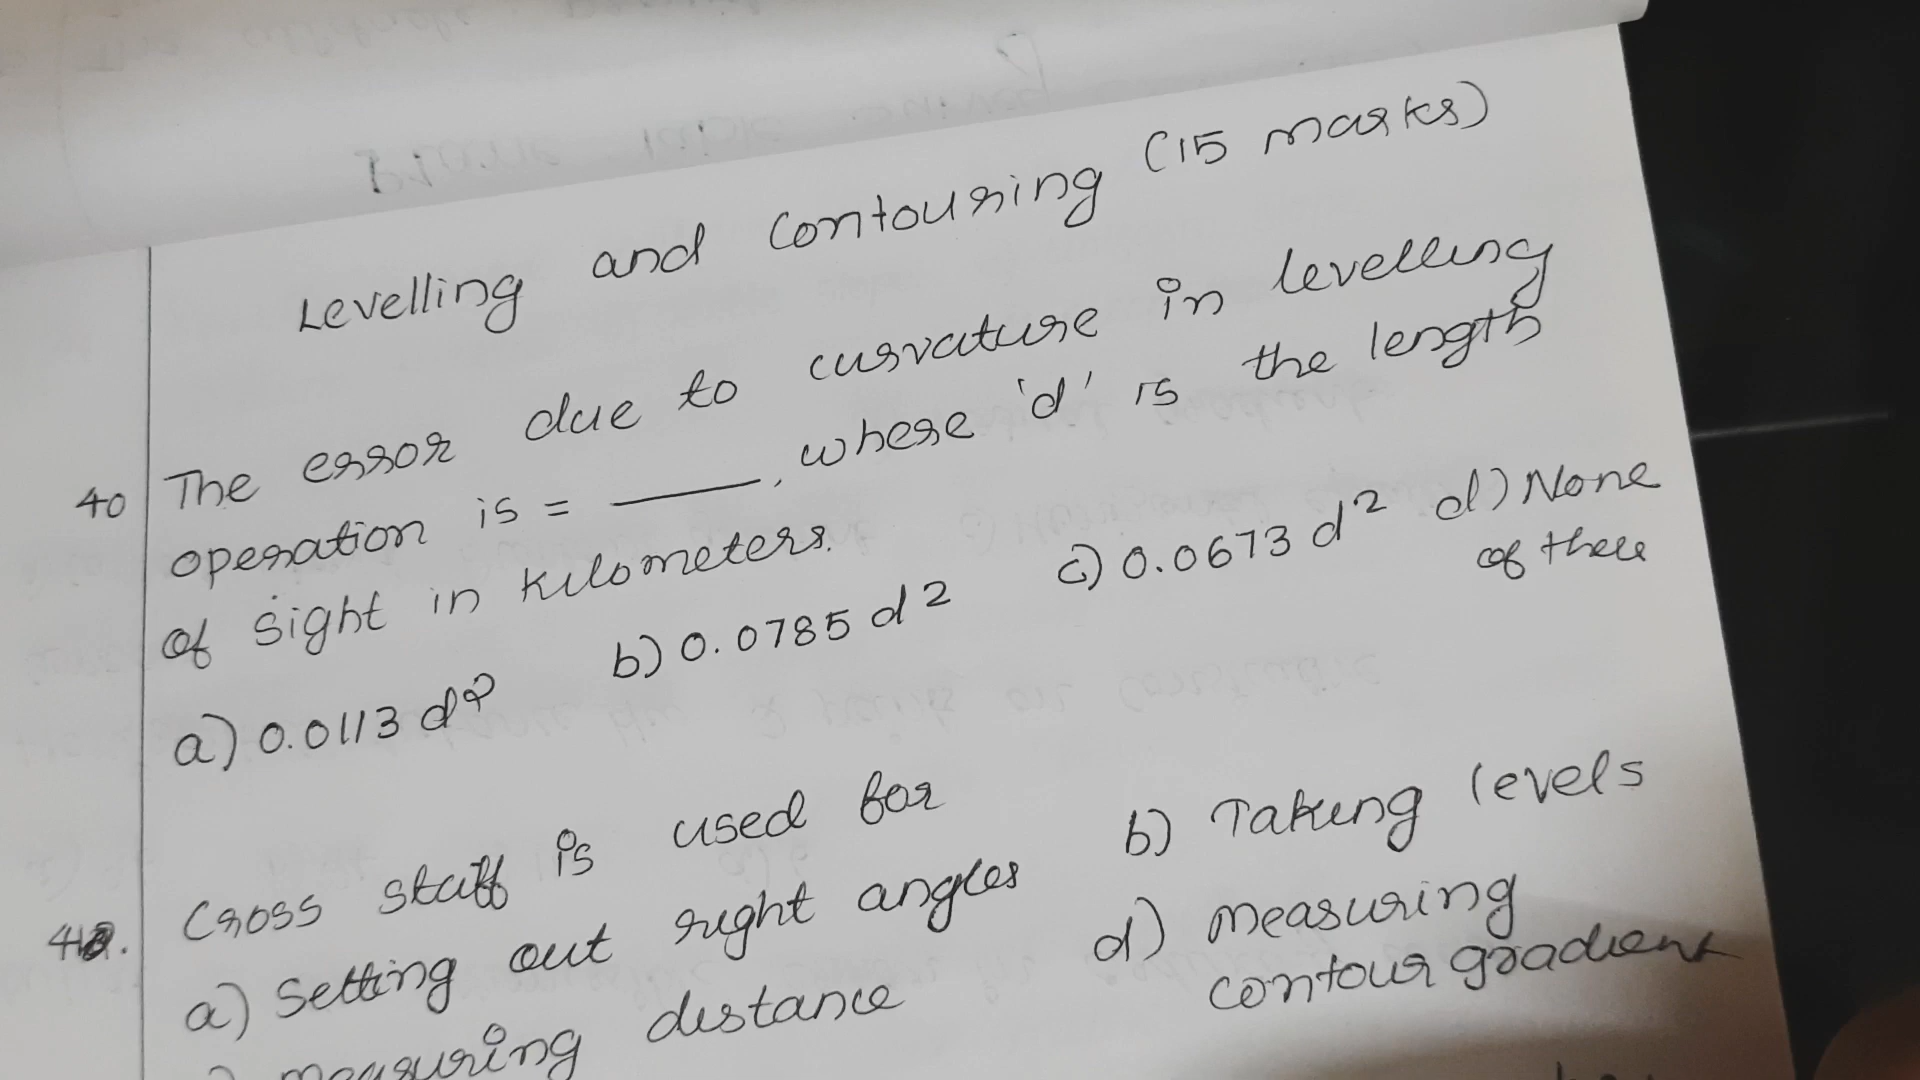 Levelling and Contouring (15 marks)
40 The error due to curvature in levelling
operation is = ______, where 'd' is the length
of sight in kilometers.
a) 0.0113 d2 b) 0.0785 d2 c) 0.0673 d2 d) None
of these
Cross staff is used for
a) Setting out right angles b) Taking levels
measuring distance d) measuring
contour gradient